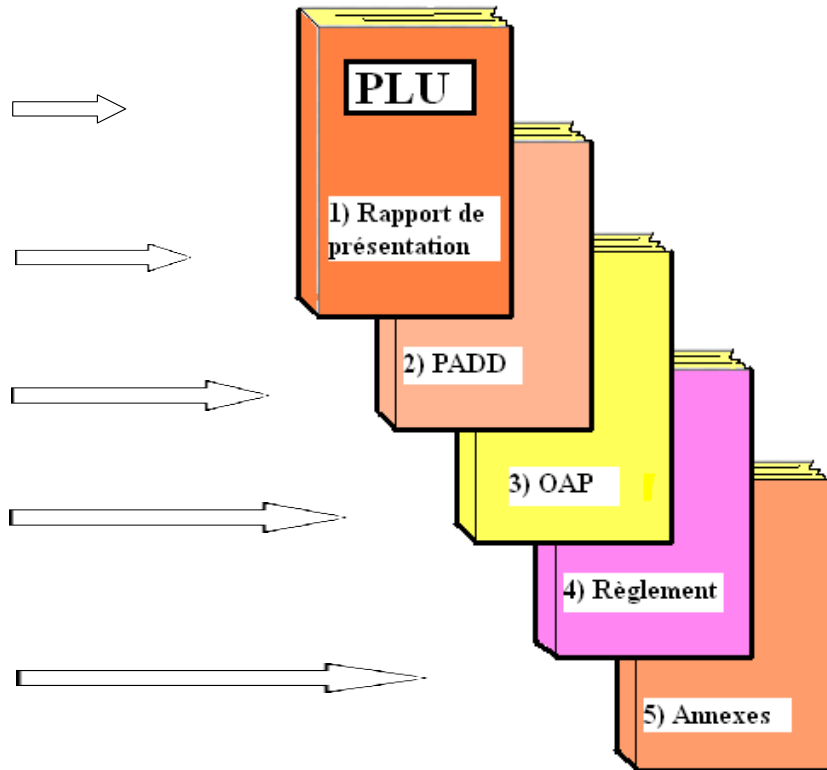 PLU
1) Rapport de
présentation
2) PADD
3) OAP
4) Règlement
5) Annexes